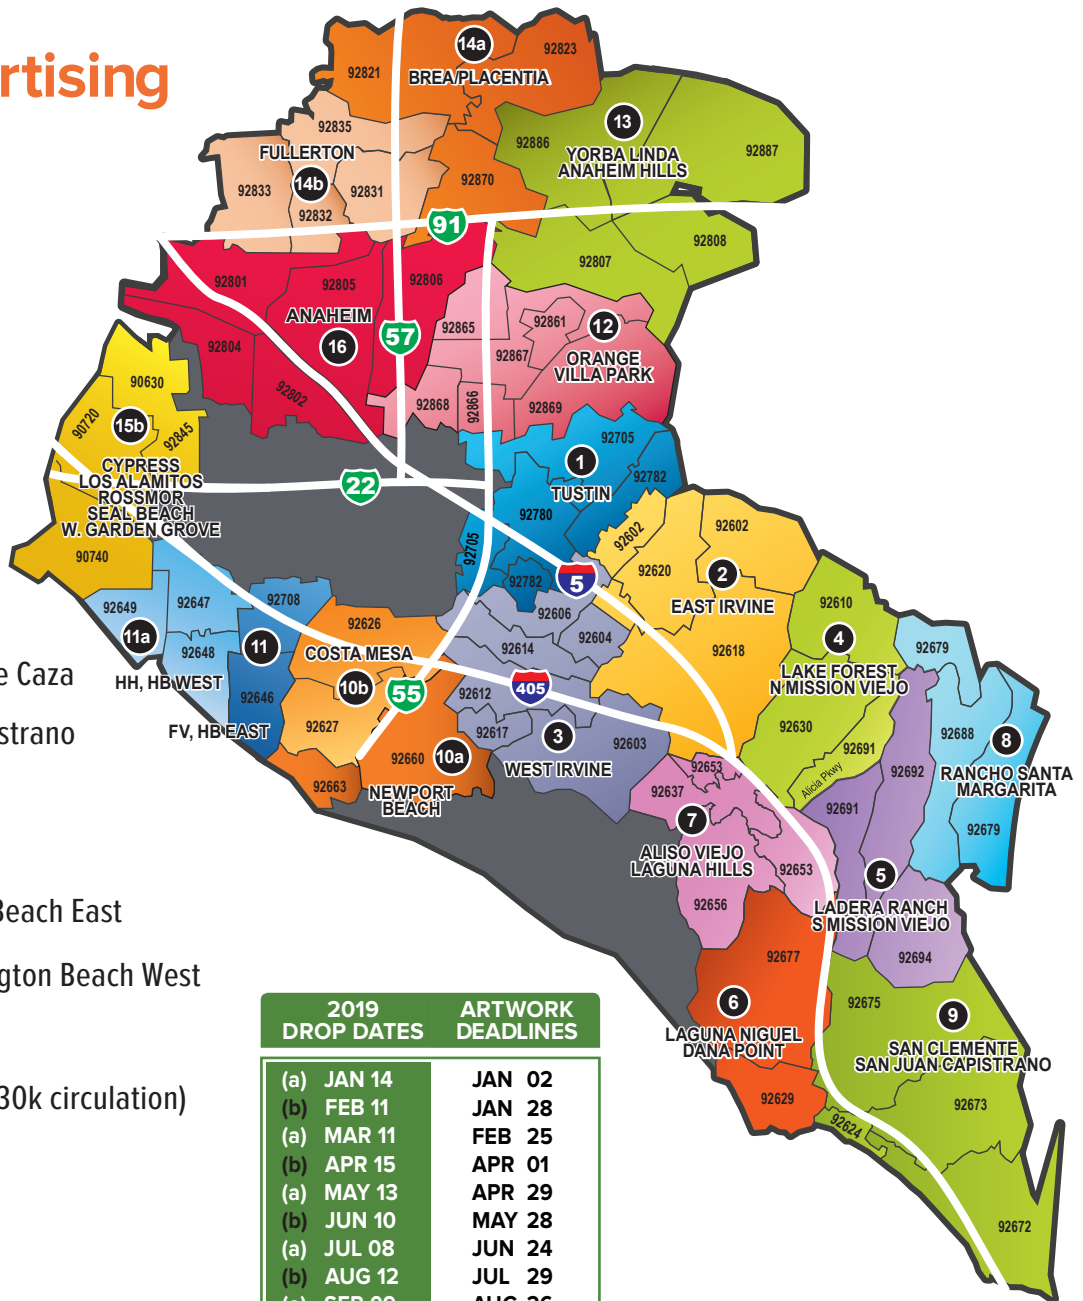 rtising
14a
92823
92821
BREA/PLACENTIA
92835
13
92886
92887
FULLERTON
YORBA LINDA
ANAHEIM HILLS
92833
14b
92831
92870
92832
91
92808
92807
92801
92805
92806
ANAHEIM
92865
92861
12
57
16
92804
92867
ORANGE
VILLA PARK
90630
92802
92868
92866
92869
90720
15b
92845
92705
CYPRESS
LOS ALAMITOS
ROSSMOR
SEAL BEACH
W. GARDEN GROVE
1
TUSTIN
92782
22
92780
92602
92602
92705
90740
92620
2
92782
5
EAST IRVINE
92649
92647
92708
92606
92610
11a
92626
92604
4
92648
11
COSTA MESA
92614
92618
92679
LAKE FOREST
N MISSION VIEJO
HH, HB WEST
10b
55
405
92646
92612
FV, HB EAST
92627
92617
3
92603
92630
92691
92688
8
92660
10a
WEST IRVINE
92653
92692
RANCHO SANTA
MARGARITA
92663
NEWPORT
BEACH
92637
Alicia Pkwy
92691
7
92679
ALISO VIEJO
LAGUNA HILLS
92653
5
92656
LADERA RANCH
S MISSION VIEJO
92677
92694
6
92675
9
LAGUNA NIGUEL
DANA POINT
SAN CLEMENTE
SAN JUAN CAPISTRANO
92629
92673
92624
92672
e Caza
strano
Beach East
gton Beach West
30k circulation)
2019 DROP DATES ARTWORK DEADLINES
(a) JAN 14 JAN 02
(b) FEB 11 JAN 28
(a) MAR 11 FEB 25
(b) APR 15 APR 01
(a) MAY 13 APR 29
(b) JUN 10 MAY 28
(a) JUL 08 JUN 24
(b) AUG 12 JUL 29